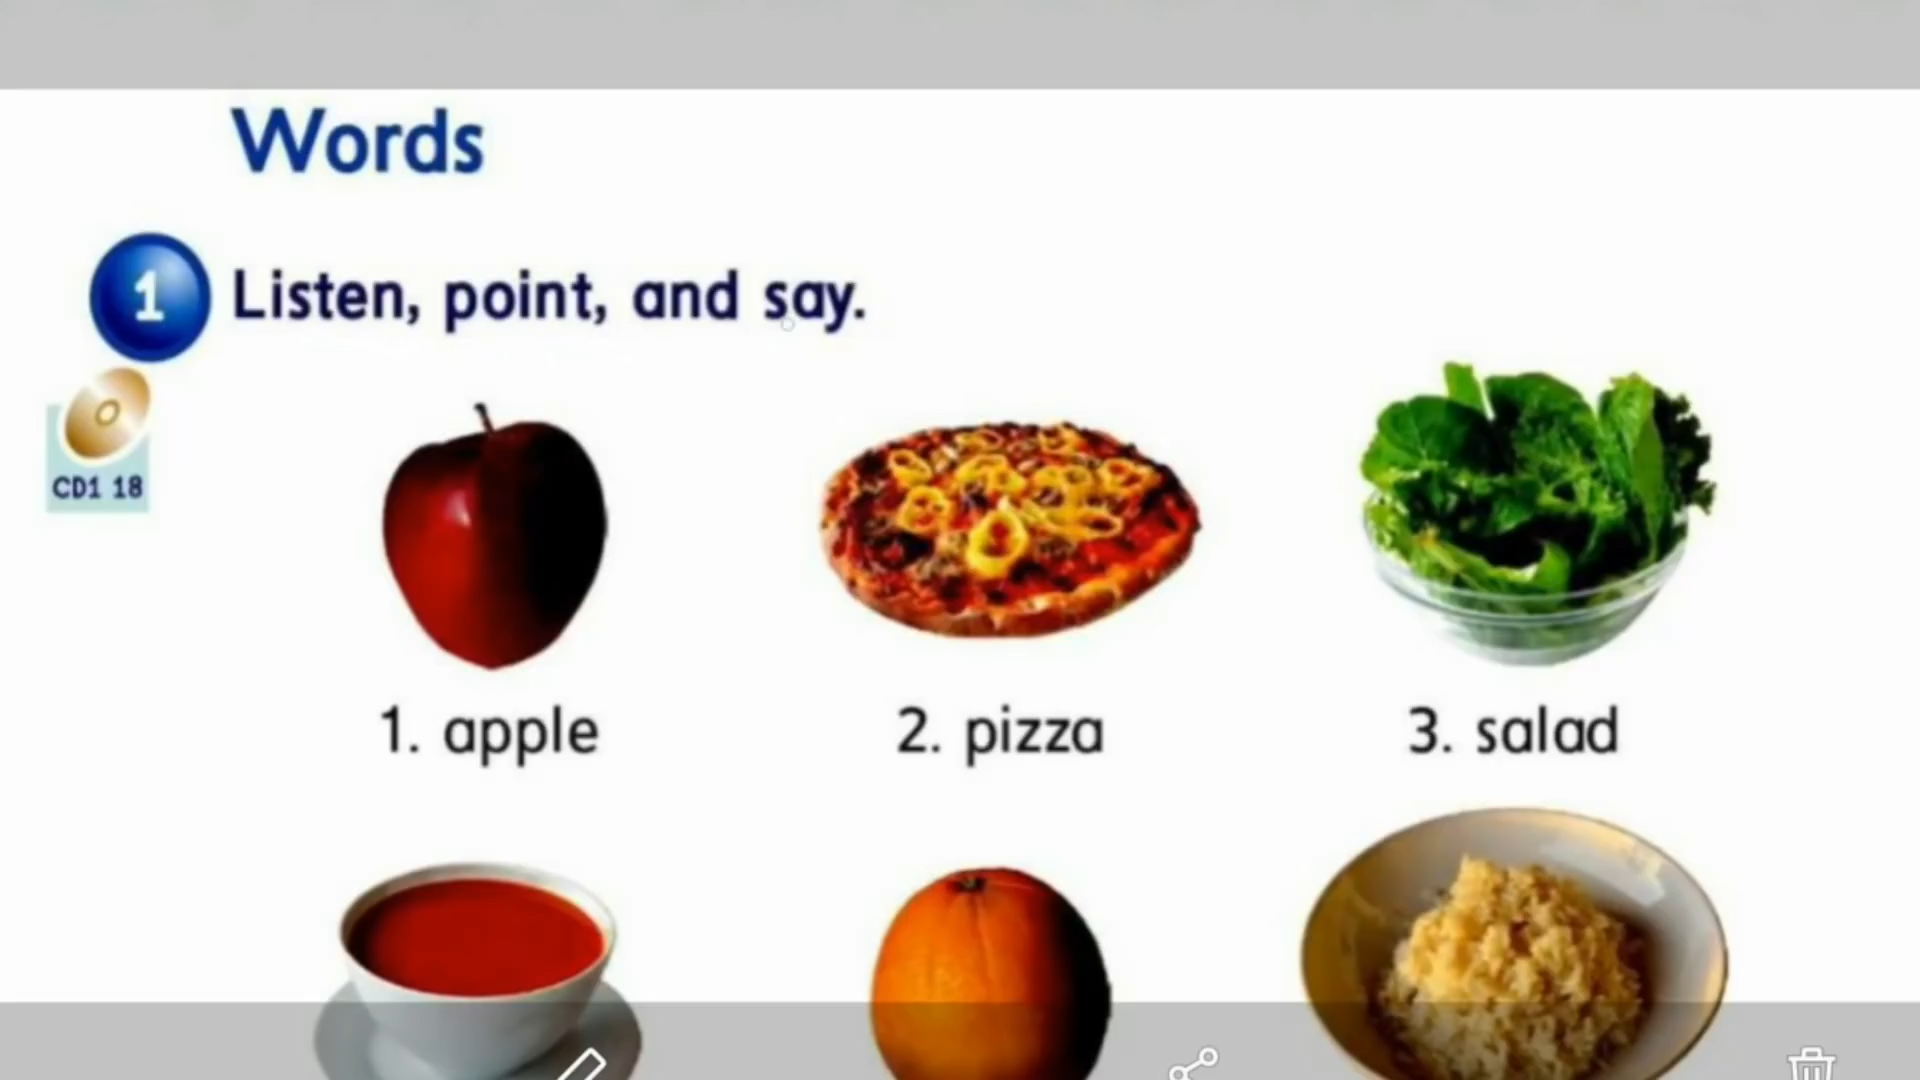 Words
1 Listen, point, and say.
CD1 18
1. apple
2. pizza
3. salad